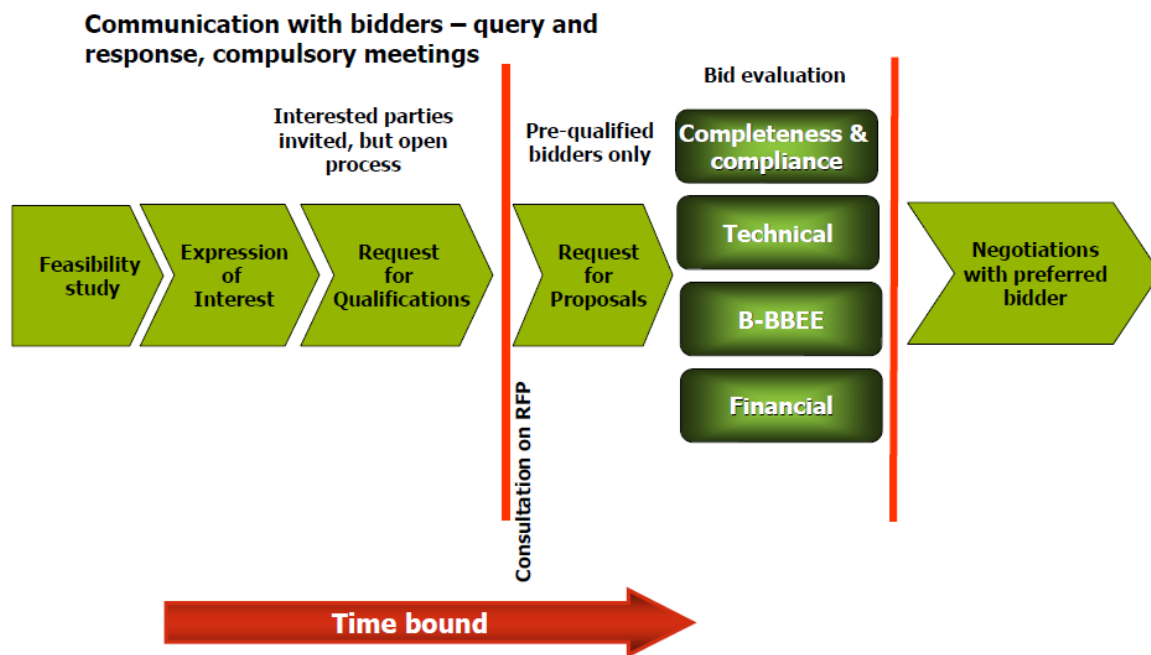 Communication with bidders – query and
response, compulsory meetings
Bid evaluation
Interested parties
invited, but open
process
Pre-qualified
bidders only
Completeness &
compliance
Feasibility
study
Expression
of
Interest
Request
for
Qualifications
Request
for
Proposals
Technical
B-BBEE
Financial
Negotiations
with preferred
bidder
Consultation on RFP
Time bound